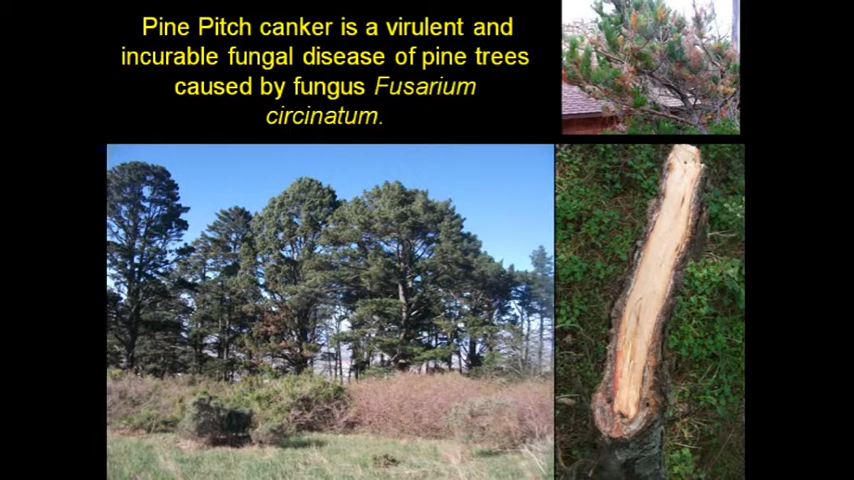 Pine Pitch canker is a virulent and
incurable fungal disease of pine trees
caused by fungus Fusarium
circinatum.